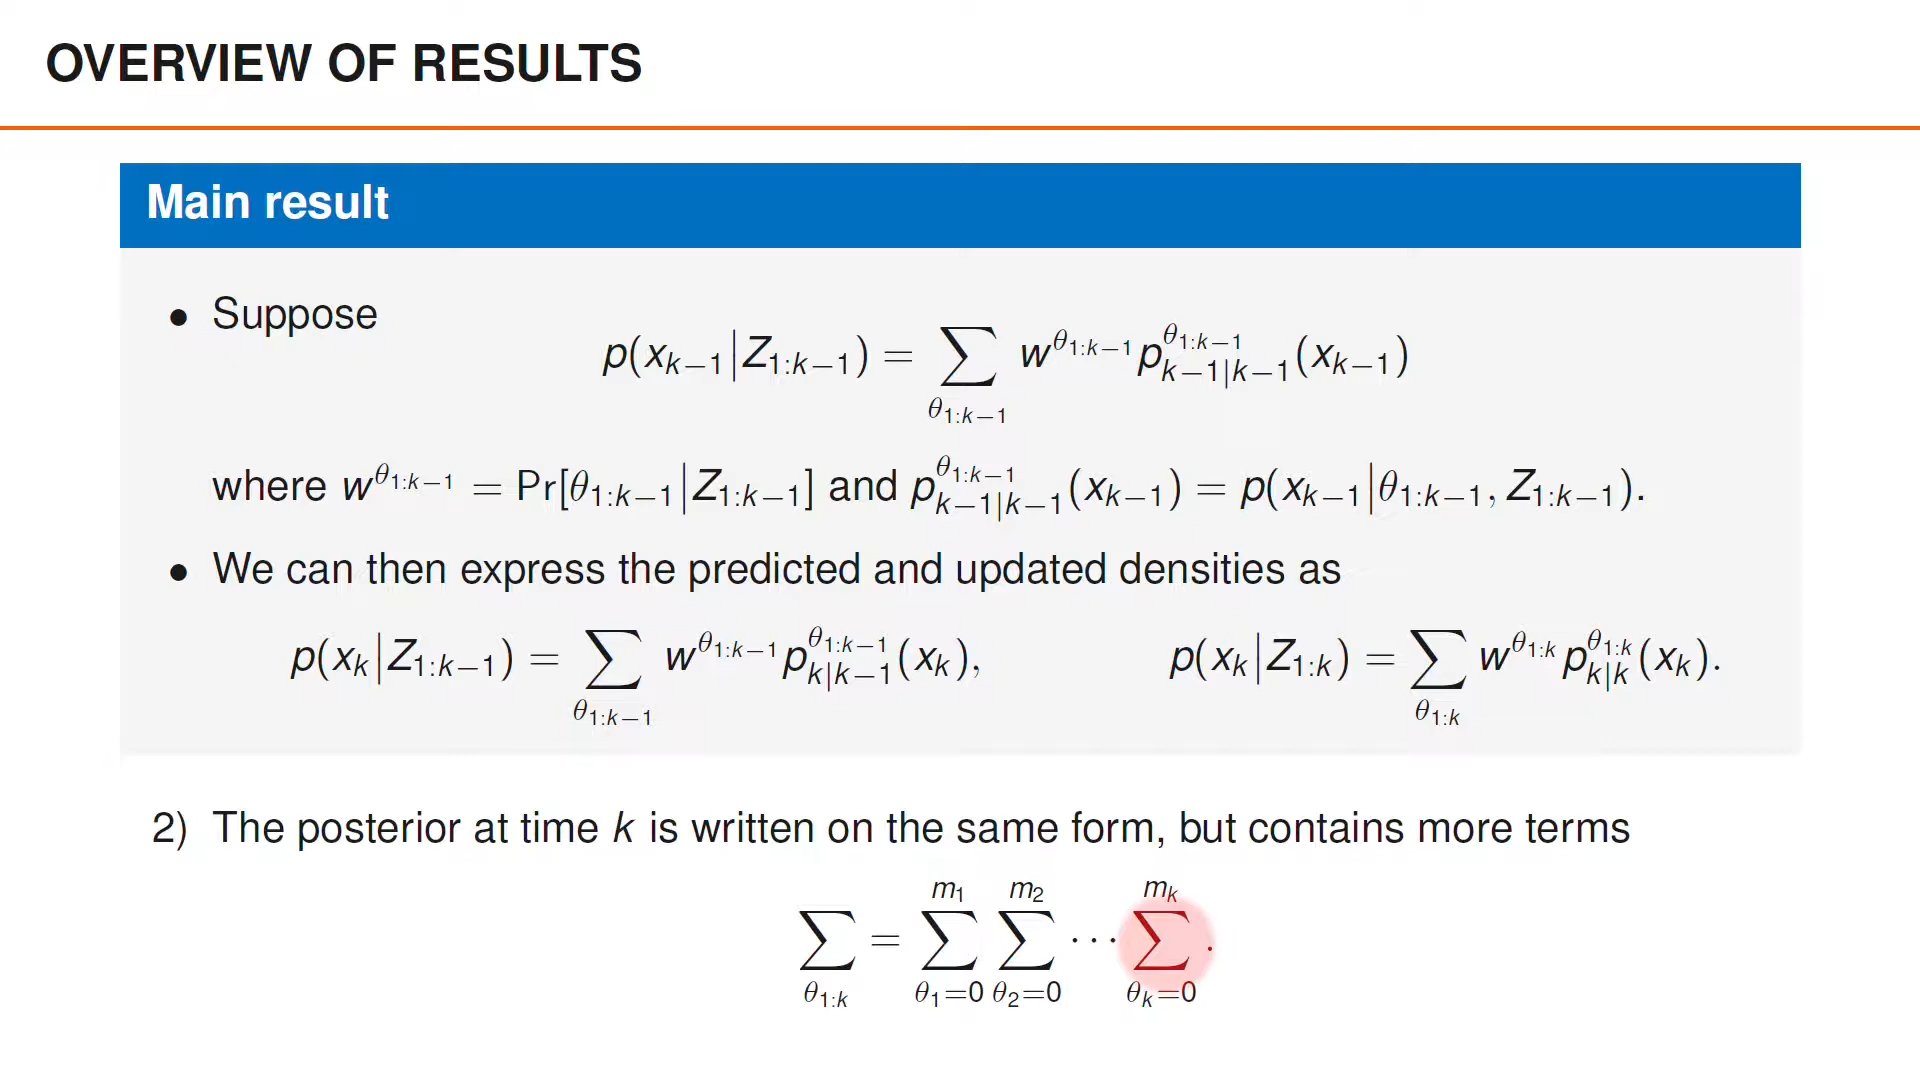 OVERVIEW OF RESULTS
Main result
• Suppose
p(x_{k−1}|Z_{1:k−1}) = ∑_{θ_{1:k−1}} w^{θ_{1:k−1}} p_{k−1|k−1}^{θ_{1:k−1}}(x_{k−1})
where w^{θ_{1:k−1}} = Pr[θ_{1:k−1}|Z_{1:k−1}] and p_{k−1|k−1}^{θ_{1:k−1}}(x_{k−1}) = p(x_{k−1}|θ_{1:k−1}, Z_{1:k−1}).
• We can then express the predicted and updated densities as
p(x_k|Z_{1:k−1}) = ∑_{θ_{1:k−1}} w^{θ_{1:k−1}} p_{k|k−1}^{θ_{1:k−1}}(x_k), p(x_k|Z_{1:k}) = ∑_{θ_{1:k}} w^{θ_{1:k}} p_{k|k}^{θ_{1:k}}(x_k).
2) The posterior at time k is written on the same form, but contains more terms
∑_{θ_{1:k}} = ∑_{θ_1=0}^{m_1} ∑_{θ_2=0}^{m_2} ⋯ ∑_{θ_k=0}^{m_k} .